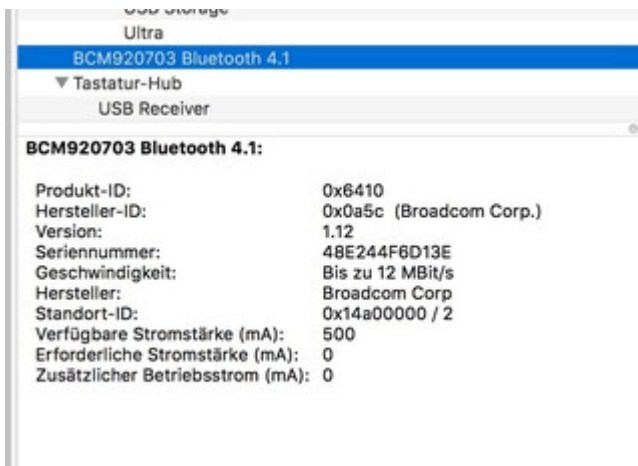 USB Storage
Ultra
BCM920703 Bluetooth 4.1
Tastatur-Hub
USB Receiver
BCM920703 Bluetooth 4.1:
Produkt-ID: 0x6410
Hersteller-ID: 0x0a5c (Broadcom Corp.)
Version: 1.12
Seriennummer: 48E244F6D13E
Geschwindigkeit: Bis zu 12 MBit/s
Hersteller: Broadcom Corp
Standort-ID: 0x14a00000 / 2
Verfügbare Stromstärke (mA): 500
Erforderliche Stromstärke (mA): 0
Zusätzlicher Betriebsstrom (mA): 0